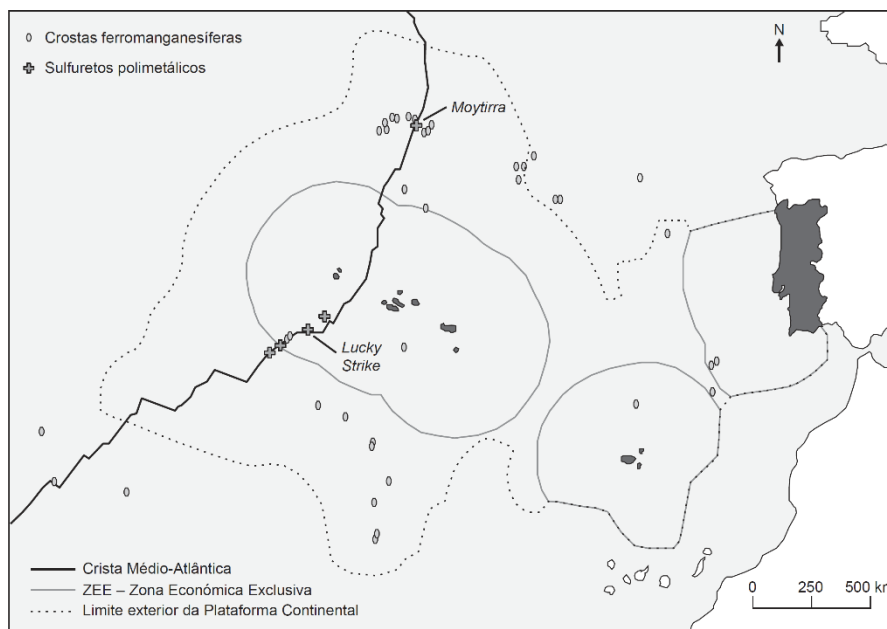 Crostas ferromanganesíferas
Sulfuretos polimetálicos
N
Moytirra
Lucky
Strike
Crista Médio-Atlântica
ZEE – Zona Económica Exclusiva
Limite exterior da Plataforma Continental
0 250 500 km